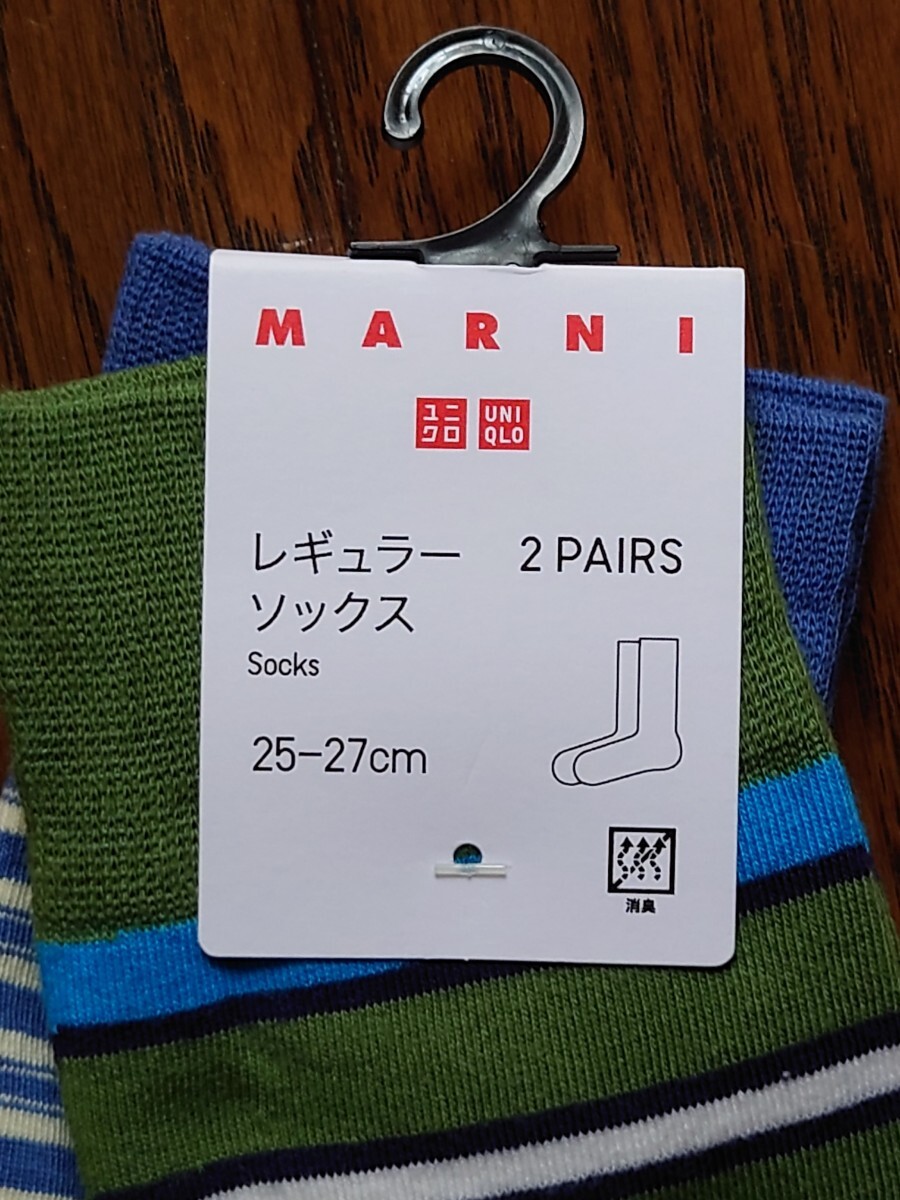 MARNI
ユニ UNI
クロ QLO
レギュラー 2 PAIRS
ソックス
Socks
25-27cm
消臭